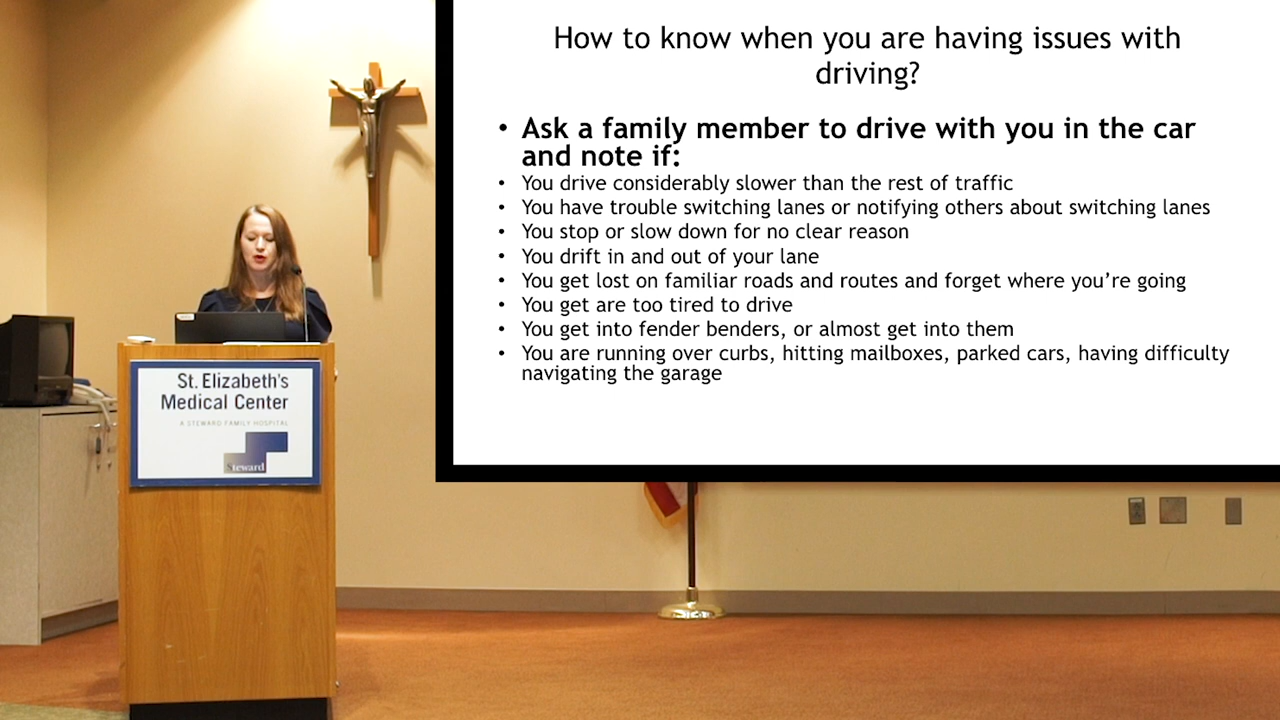 How to know when you are having issues with
driving?
• Ask a family member to drive with you in the car
and note if:
• You drive considerably slower than the rest of traffic
• You have trouble switching lanes or notifying others about switching lanes
• You stop or slow down for no clear reason
• You drift in and out of your lane
• You get lost on familiar roads and routes and forget where you’re going
• You get are too tired to drive
• You get into fender benders, or almost get into them
• You are running over curbs, hitting mailboxes, parked cars, having difficulty
navigating the garage
St. Elizabeth's
Medical Center
A STEWARD FAMILY HOSPITAL
Steward